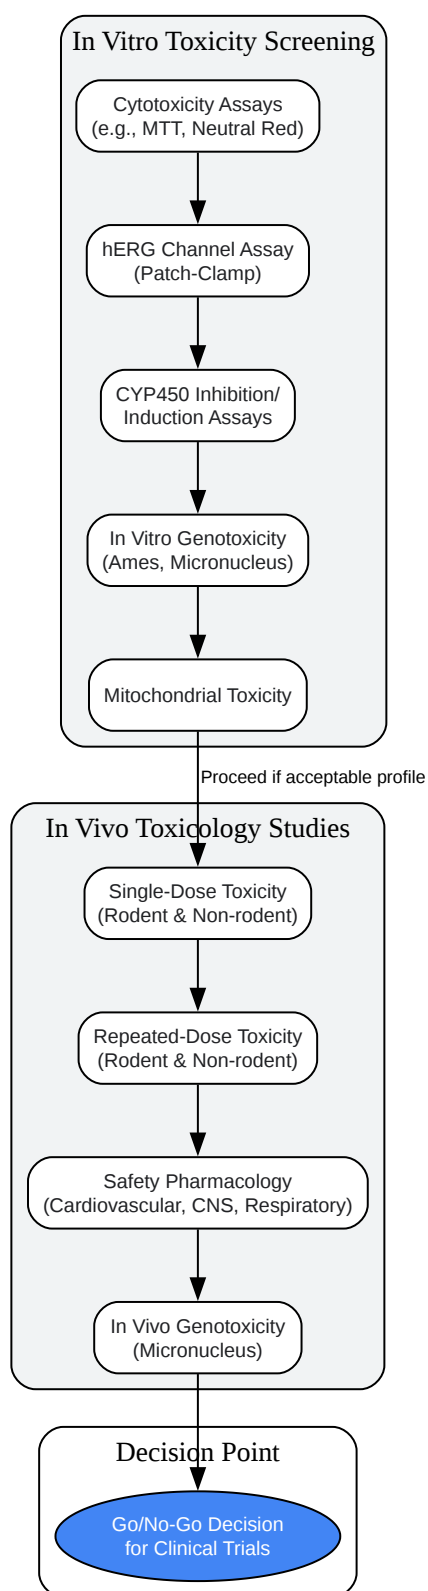 In Vitro Toxicity Screening
Cytotoxicity Assays
(e.g., MTT, Neutral Red)
hERG Channel Assay
(Patch-Clamp)
CYP450 Inhibition/
Induction Assays
In Vitro Genotoxicity
(Ames, Micronucleus)
Mitochondrial Toxicity
Proceed if acceptable profile
In Vivo Toxicology Studies
Single-Dose Toxicity
(Rodent & Non-rodent)
Repeated-Dose Toxicity
(Rodent & Non-rodent)
Safety Pharmacology
(Cardiovascular, CNS, Respiratory)
In Vivo Genotoxicity
(Micronucleus)
Decision Point
Go/No-Go Decision
for Clinical Trials